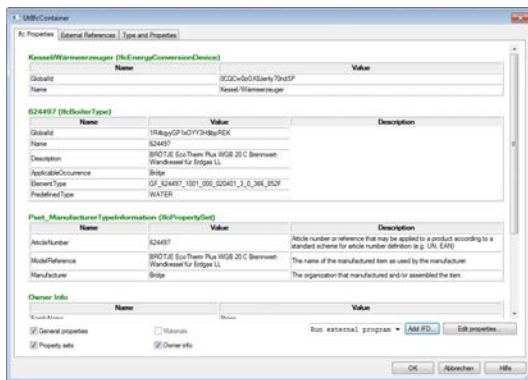 UtilIfcContainer
Ifc Properties External References Type and Properties
Kessel/Wärmeerzeuger (IfcEnergyConversionDevice)
Name Value
GlobalId
Name Kessel/Wärmeerzeuger
624497 (IfcBoilerType)
Name Value Description
GlobalId
Name 624497
Description BRÖTJE EcoTherm Plus WGB 20 C Brennwert-
Wandkessel für Erdgas LL
ApplicableOccurrence Brötje
ElementType GF_624497_1001_000_020401_3_0_366_852F
PredefinedType WATER
Pset_ManufacturerTypeInformation (IfcPropertySet)
Name Value Description
ArticleNumber 624497 Article number or reference that may be applied to a product according to a
standard scheme for article number definition (e.g. UN, EAN)
ModelReference BRÖTJE EcoTherm Plus WGB 20 C Brennwert-
Wandkessel für Erdgas LL The name of the manufactured item as used by the manufacturer.
Manufacturer Brötje The organization that manufactured and/or assembled the item.
Owner Info
Name Value
General properties Materials Run external program Add IFD... Edit properties...
Property sets Owner info
OK Abbrechen Hilfe